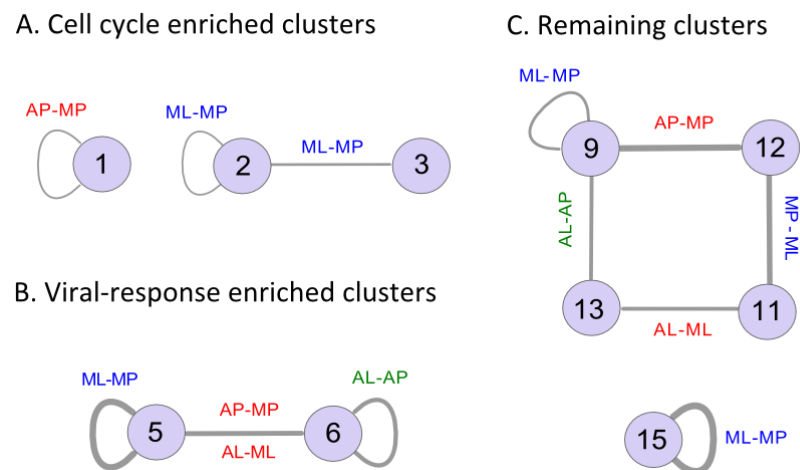 A. Cell cycle enriched clusters
AP-MP
1
ML-MP
2
ML-MP
3
B. Viral-response enriched clusters
ML-MP
5
AP-MP
AL-ML
6
AL-AP
C. Remaining clusters
ML-MP
9
AP-MP
12
AL-AP
MP - ML
13
AL-ML
11
15
ML-MP